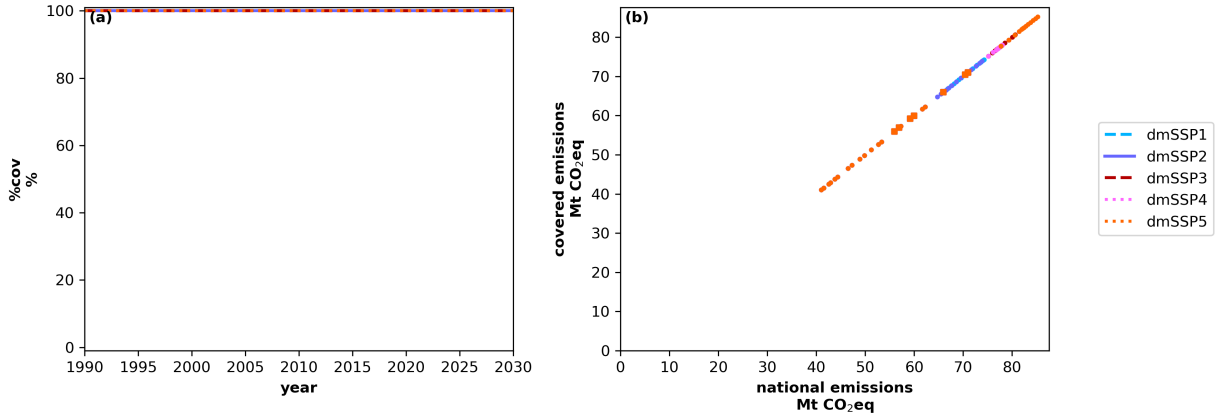 (a)
100
80
60
40
20
0
%cov
%
1990 1995 2000 2005 2010 2015 2020 2025 2030
year
(b)
80
70
60
50
40
30
20
10
0
covered emissions
Mt CO₂eq
0 10 20 30 40 50 60 70 80
national emissions
Mt CO₂eq
dmSSP1
dmSSP2
dmSSP3
dmSSP4
dmSSP5